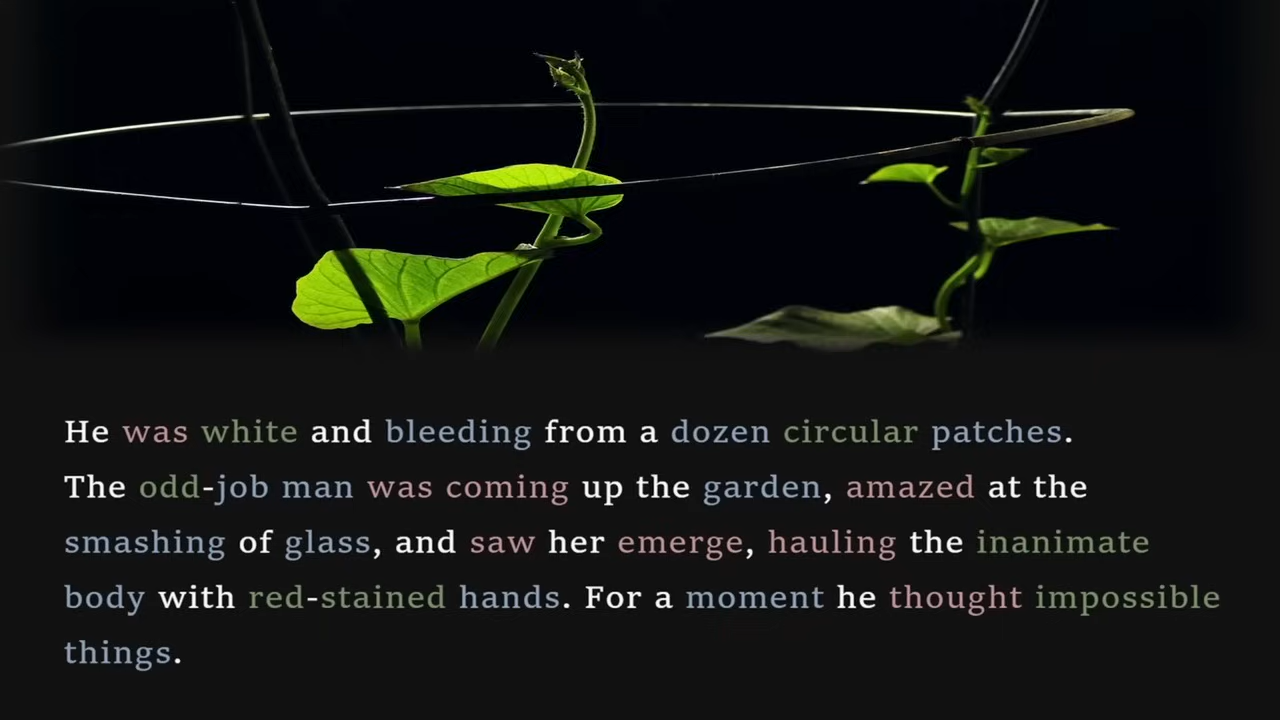 He was white and bleeding from a dozen circular patches.
The odd-job man was coming up the garden, amazed at the
smashing of glass, and saw her emerge, hauling the inanimate
body with red-stained hands. For a moment he thought impossible
things.